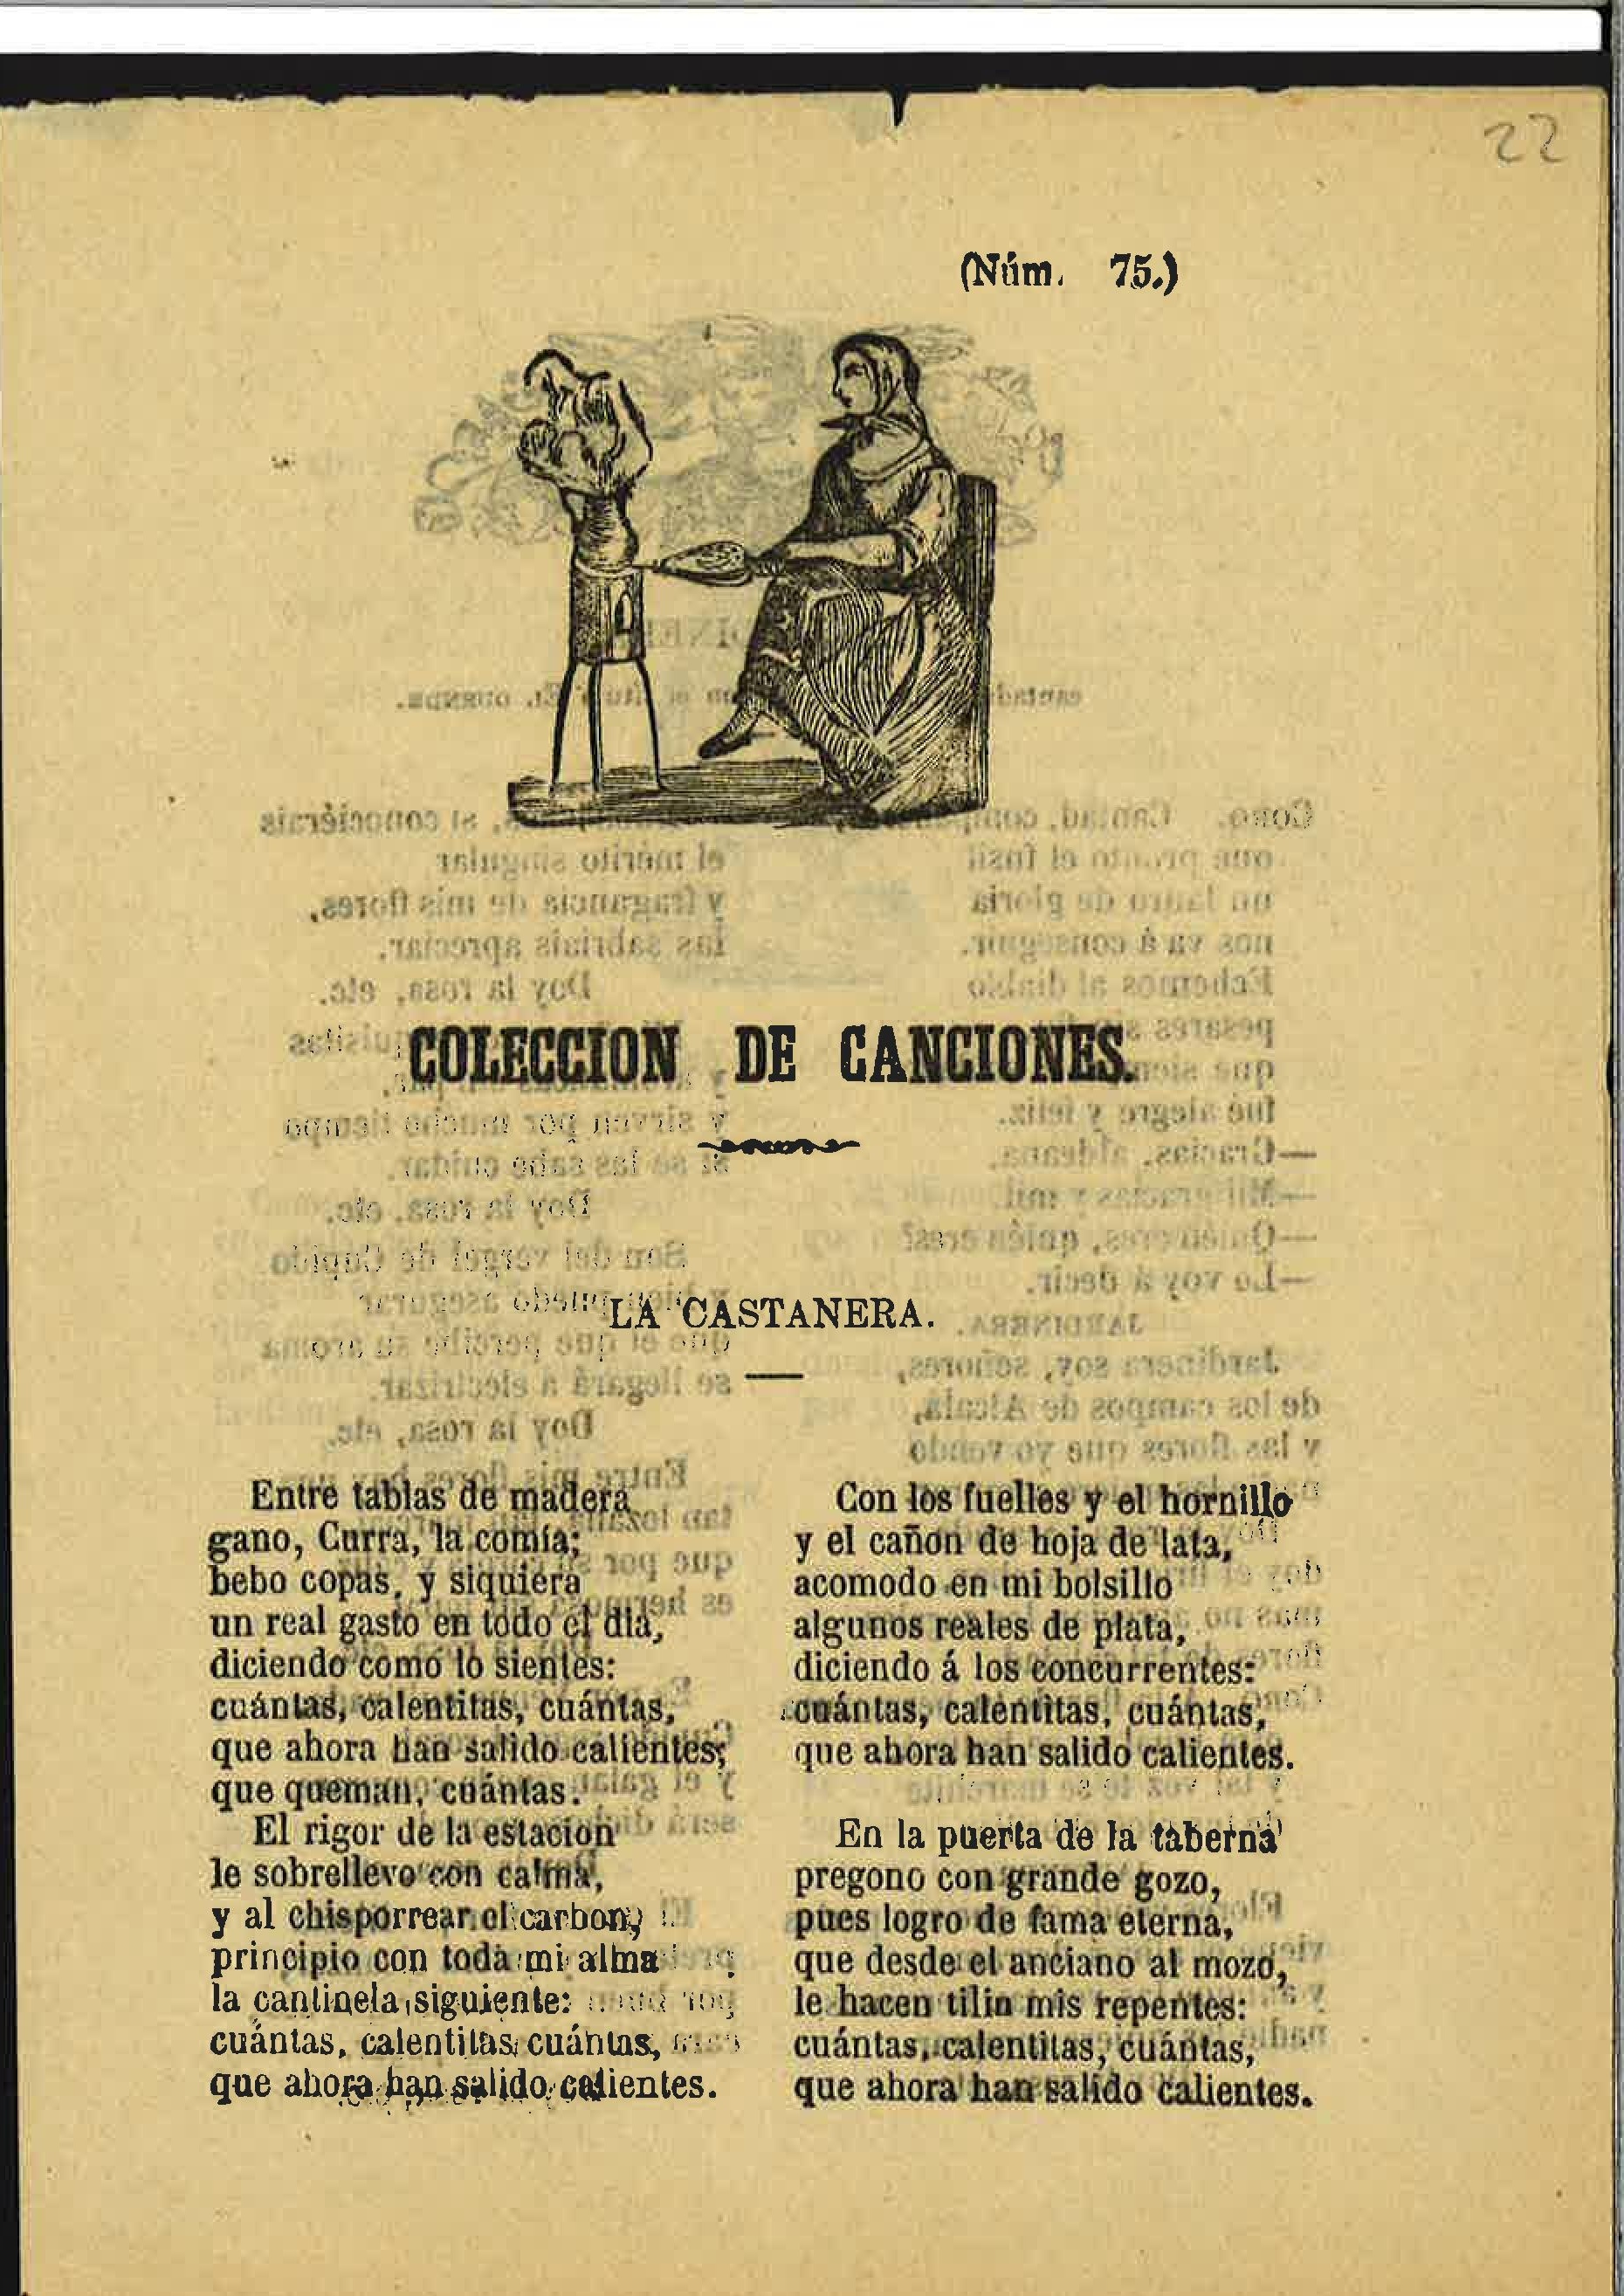 22
(Núm. 75.)
COLECCION DE CANCIONES.
LA CASTANERA.
Entre tablas de madera
gano, Curra, la comía;
bebo copas, y siquiera
un real gasto en todo el dia,
diciendo como lo sientes:
cuántas, calentitas, cuántas,
que ahora han salido calientes;
que queman, cuántas.
El rigor de la estacion
le sobrellevo con calma,
y al chisporrear el carbon,
principio con toda mi alma
la cantinela siguiente:
cuántas, calentitas, cuántas,
que ahora han salido calientes.
Con los fuelles y el hornillo
y el cañon de hoja de lata,
acomodo en mi bolsillo
algunos reales de plata,
diciendo á los concurrentes:
cuántas, calentitas, cuántas,
que ahora han salido calientes.
En la puerta de la taberna
pregono con grande gozo,
pues logro de fama eterna,
que desde el anciano al mozo,
le hacen tilin mis repentes:
cuántas, calentitas, cuántas,
que ahora han salido calientes.